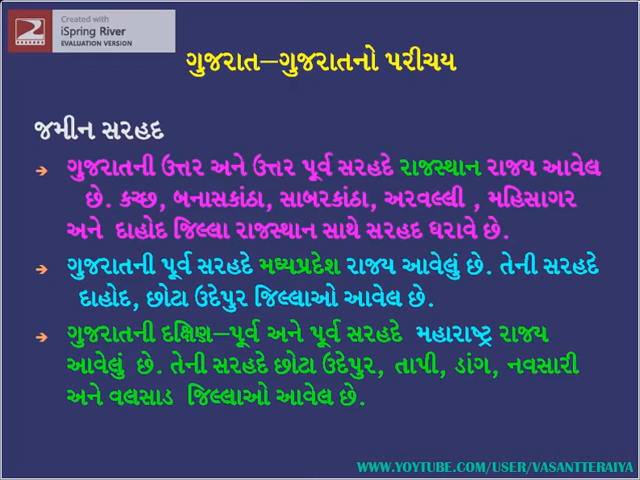 Created with
iSpring River
EVALUATION VERSION
ગુજરાત–ગુજરાતનો પરીચય
જમીન સરહદ
ગુજરાતની ઉત્તર અને ઉત્તર પૂર્વ સરહદે રાજસ્થાન રાજ્ય આવેલ
છે. કચ્છ, બનાસકાંઠા, સાબરકાંઠા, અરવલ્લી , મહિસાગર
અને દાહોદ જિલ્લા રાજસ્થાન સાથે સરહદ ધરાવે છે.
ગુજરાતની પૂર્વ સરહદે મધ્યપ્રદેશ રાજ્ય આવેલું છે. તેની સરહદે
દાહોદ, છોટા ઉદેપુર જિલ્લાઓ આવેલ છે.
ગુજરાતની દક્ષિણ–પૂર્વ અને પૂર્વ સરહદે મહારાષ્ટ્ર રાજ્ય
આવેલું છે. તેની સરહદે છોટા ઉદેપુર, તાપી, ડાંગ, નવસારી
અને વલસાડ જિલ્લાઓ આવેલ છે.
WWW.YOYTUBE.COM/USER/VASANTTERAIYA